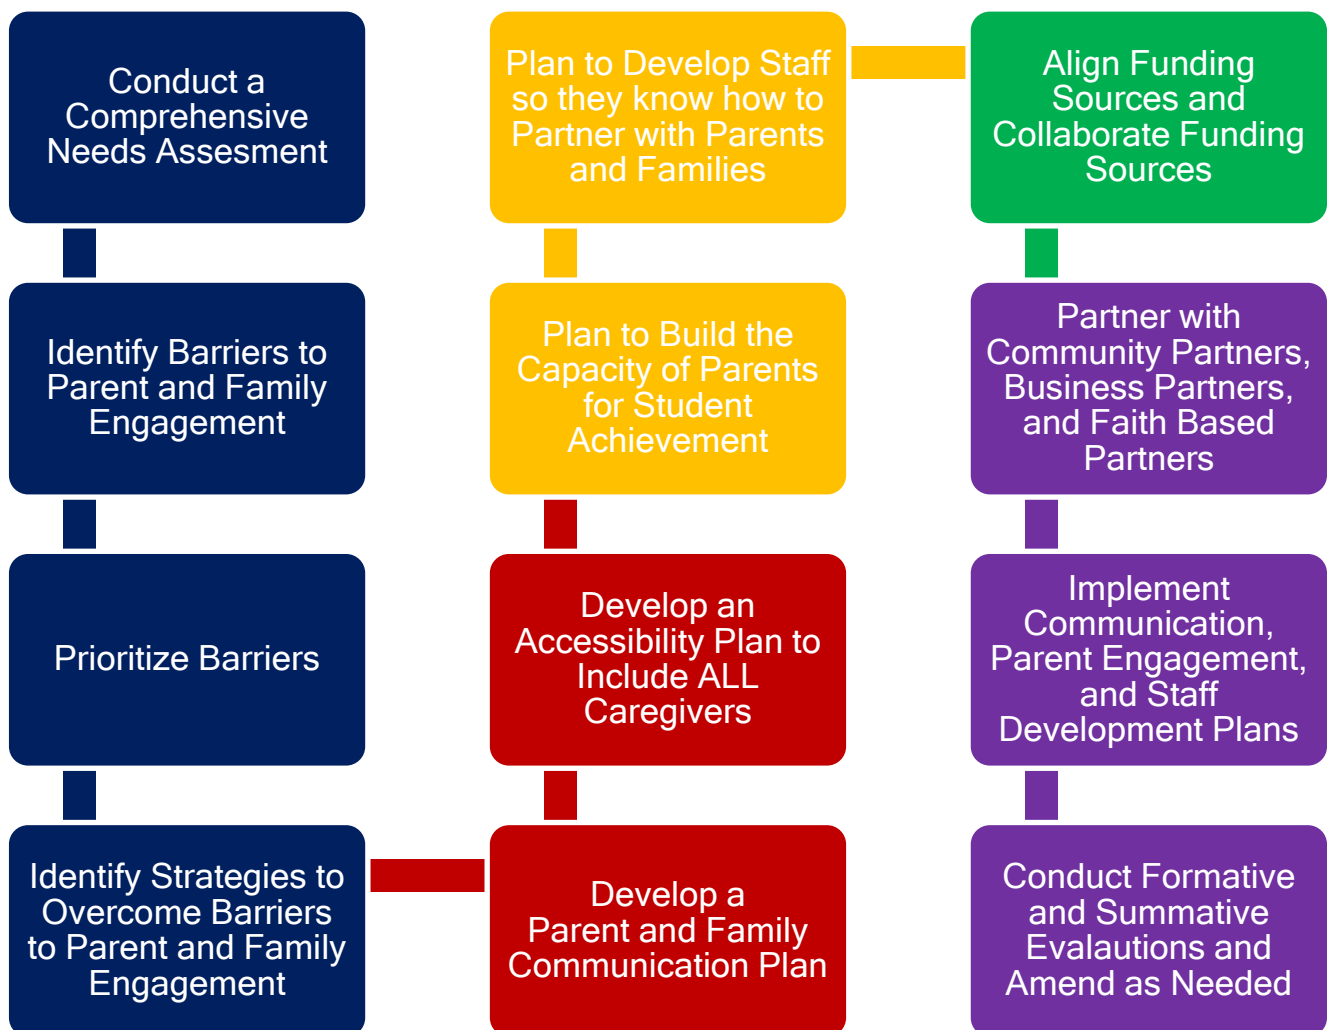 Conduct a
Comprehensive
Needs Assesment
Identify Barriers to
Parent and Family
Engagement
Prioritize Barriers
Identify Strategies to
Overcome Barriers
to Parent and Family
Engagement
Develop a
Parent and Family
Communication Plan
Develop an
Accessibility Plan to
Include ALL
Caregivers
Plan to Build the
Capacity of Parents
for Student
Achievement
Plan to Develop Staff
so they know how to
Partner with Parents
and Families
Align Funding
Sources and
Collaborate Funding
Sources
Partner with
Community Partners,
Business Partners,
and Faith Based
Partners
Implement
Communication,
Parent Engagement,
and Staff
Development Plans
Conduct Formative
and Summative
Evalautions and
Amend as Needed